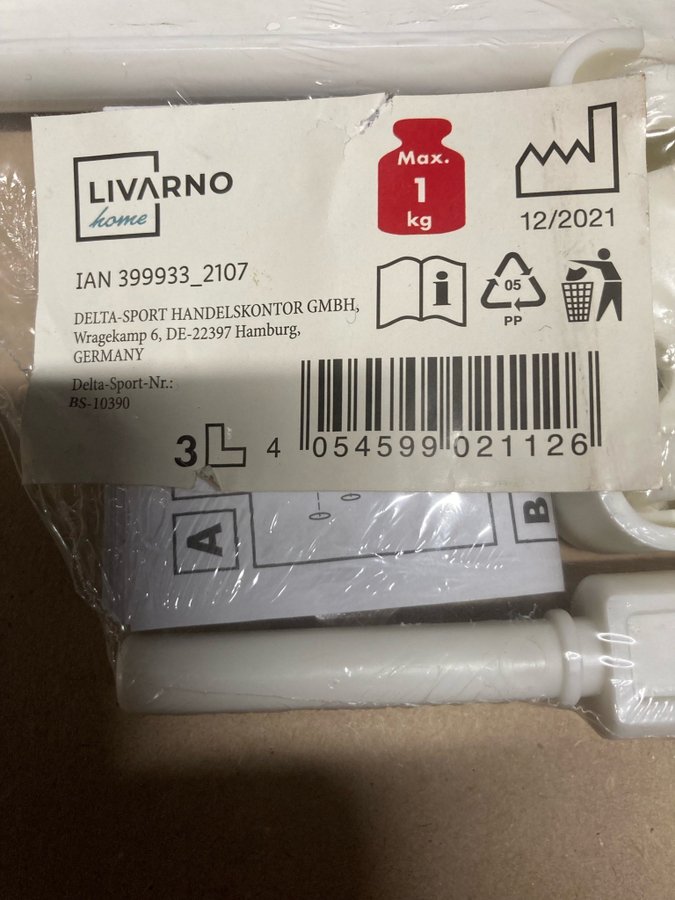 LIVARNO
home
Max.
1
kg
12/2021
IAN 399933_2107
DELTA-SPORT HANDELSKONTOR GMBH,
Wragekamp 6, DE-22397 Hamburg,
GERMANY
Delta-Sport-Nr.:
BS-10390
i
05
PP
3L
4 054599 021126
A
B